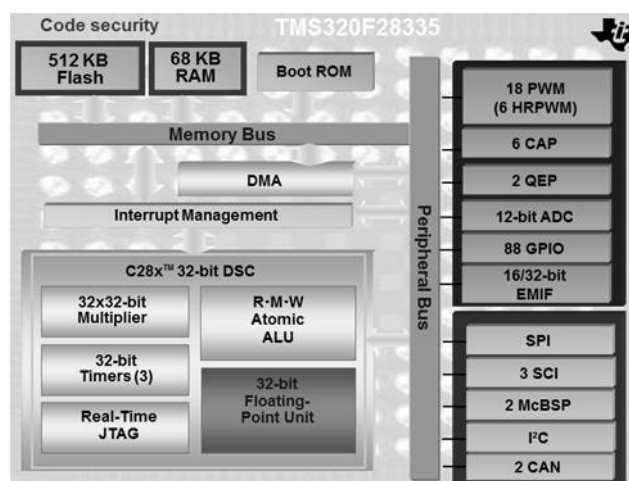 Code security
TMS320F28335
512 KB
Flash
68 KB
RAM
Boot ROM
Memory Bus
DMA
Interrupt Management
C28x™ 32-bit DSC
32x32-bit
Multiplier
32-bit
Timers (3)
Real-Time
JTAG
R·M·W
Atomic
ALU
32-bit
Floating-
Point Unit
Peripheral Bus
18 PWM
(6 HRPWM)
6 CAP
2 QEP
12-bit ADC
88 GPIO
16/32-bit
EMIF
SPI
3 SCI
2 McBSP
I²C
2 CAN